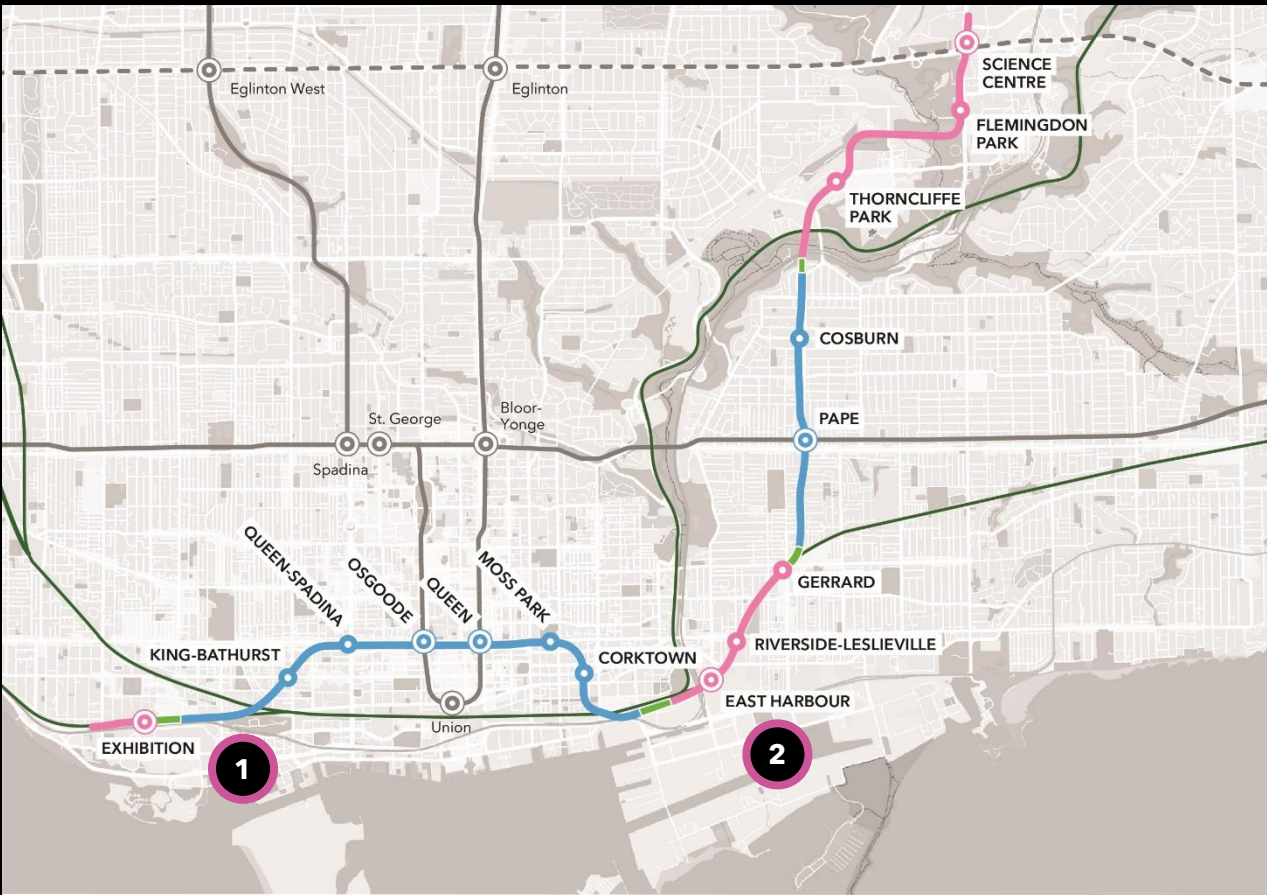 SCIENCE
CENTRE
Eglinton West
Eglinton
FLEMINGDON
PARK
THORNCLIFFE
PARK
COSBURN
St. George
Bloor-
Yonge
PAPE
Spadina
QUEEN-SPADINA
OSGOODE
QUEEN
MOSS PARK
GERRARD
KING-BATHURST
CORKTOWN
RIVERSIDE-LESLIEVILLE
EAST HARBOUR
Union
EXHIBITION
1
2